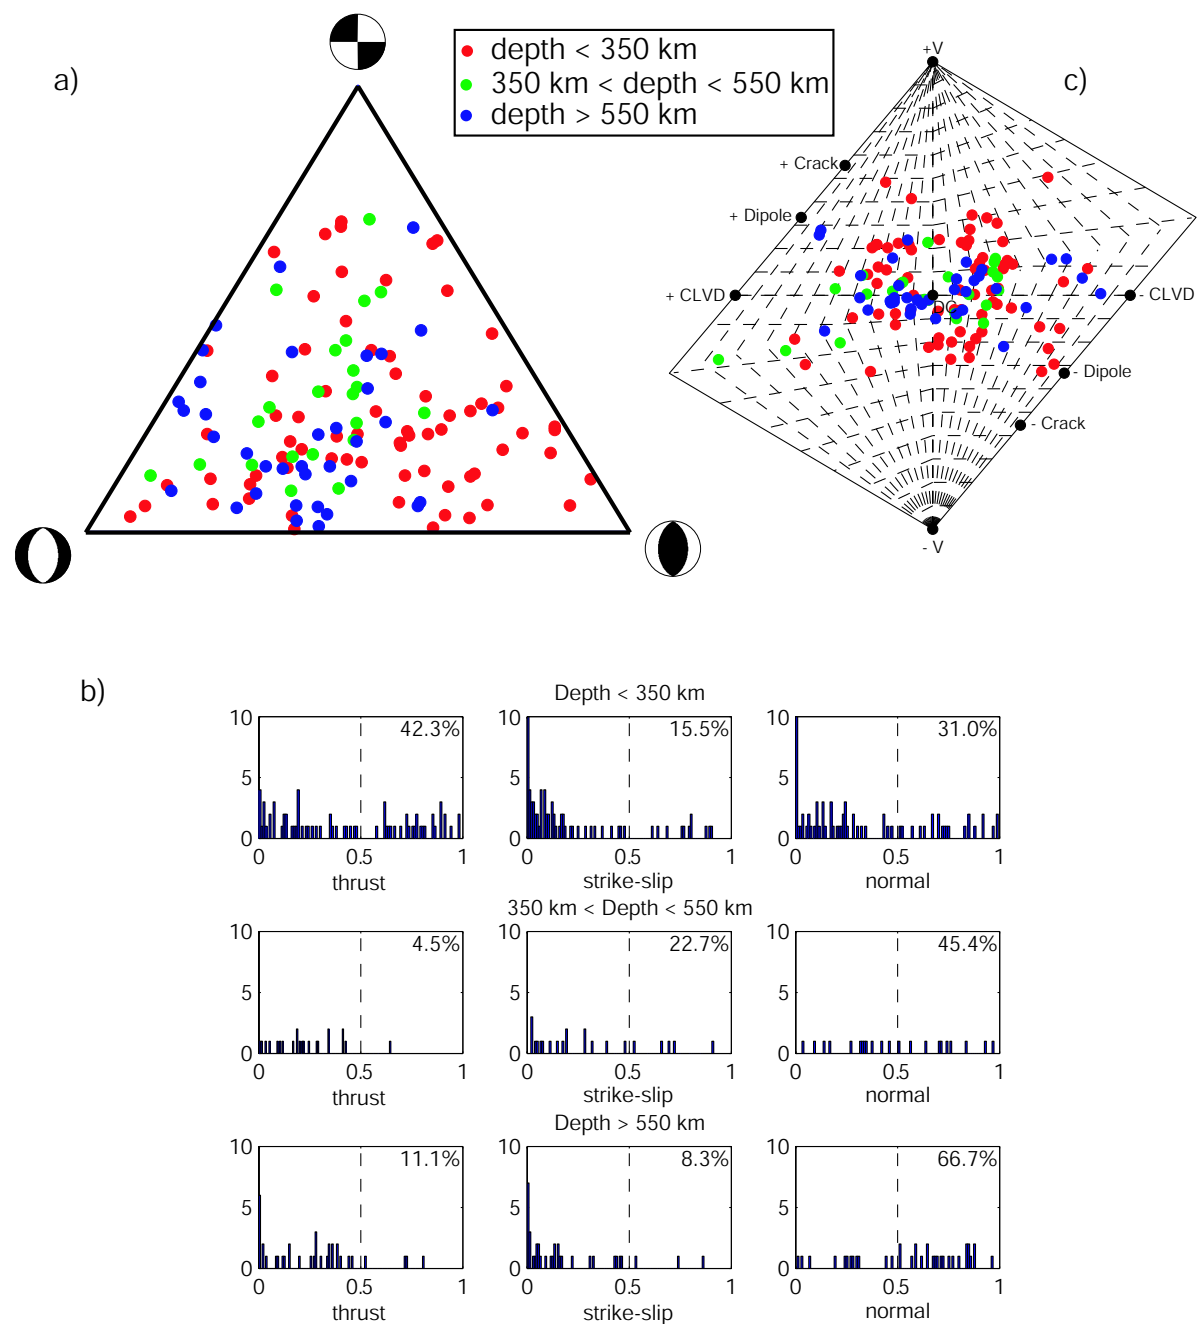 a)
depth < 350 km
350 km < depth < 550 km
depth > 550 km
c)
+V
+ Crack
+ Dipole
+ CLVD
DC
- CLVD
- Dipole
- Crack
- V
b)
Depth < 350 km
10 5 0 42.3% 0 0.5 1 thrust
10 5 0 15.5% 0 0.5 1 strike-slip
10 5 0 31.0% 0 0.5 1 normal
350 km < Depth < 550 km
10 5 0 4.5% 0 0.5 1 thrust
10 5 0 22.7% 0 0.5 1 strike-slip
10 5 0 45.4% 0 0.5 1 normal
Depth > 550 km
10 5 0 11.1% 0 0.5 1 thrust
10 5 0 8.3% 0 0.5 1 strike-slip
10 5 0 66.7% 0 0.5 1 normal